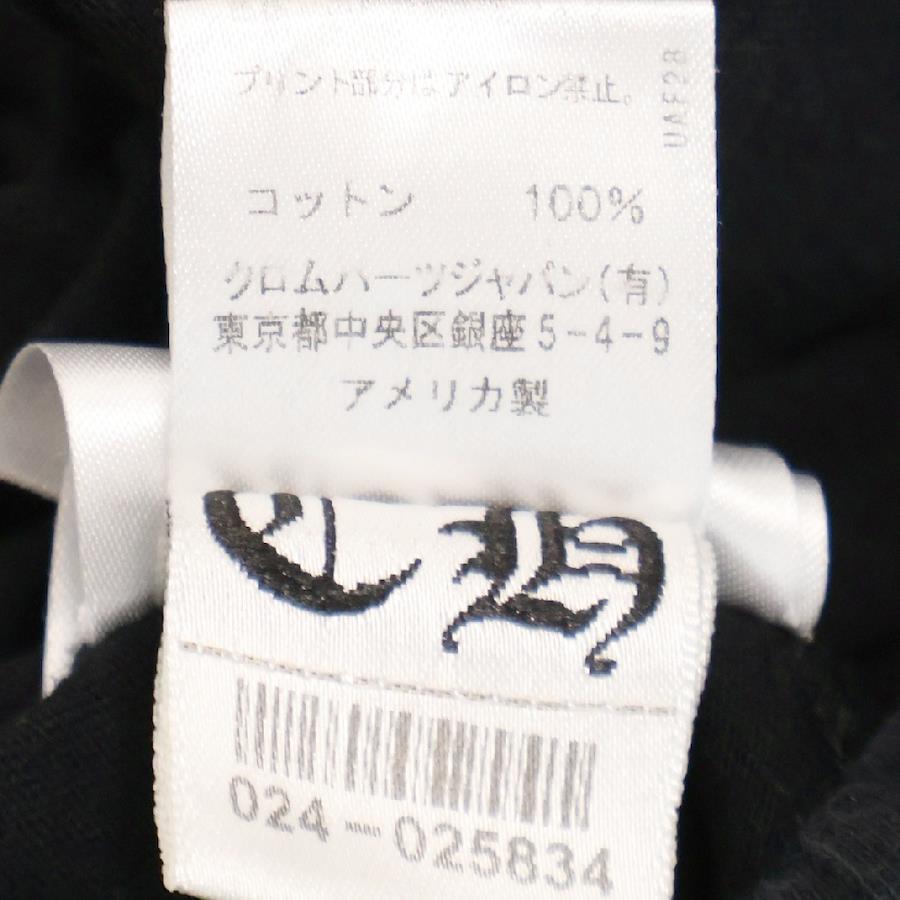 プリント部分はアイロン禁止。
UAF28
コットン 100%
クロムハーツジャパン(有)
東京都中央区銀座5-4-9
アメリカ製
CH
024-025834